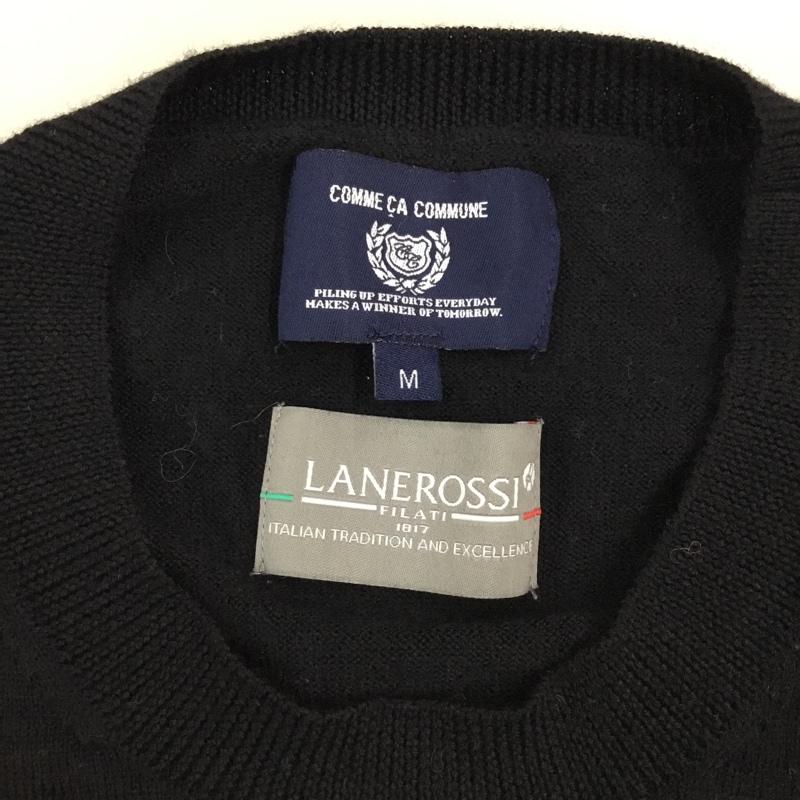 COMME ÇA COMMUNE
PILING UP EFFORTS EVERYDAY
MAKES A WINNER OF TOMORROW.
M
LANEROSSI
FILATI
1817
ITALIAN TRADITION AND EXCELLENCE